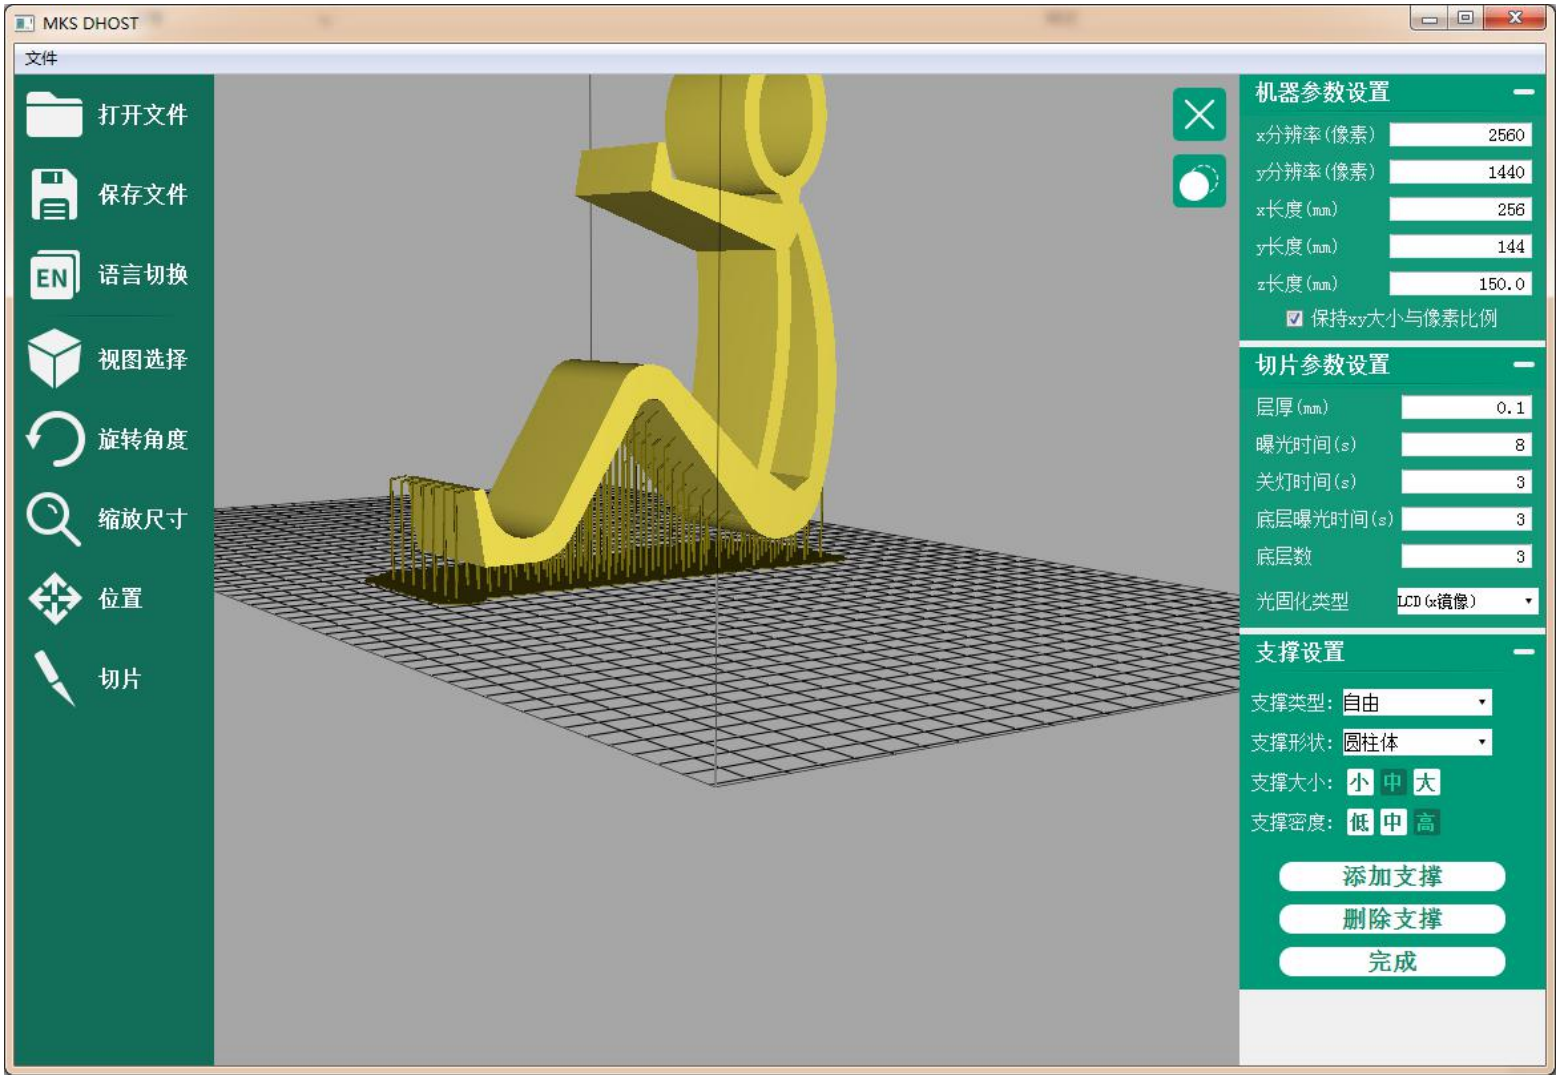 MKS DHOST
文件
打开文件
保存文件
EN 语言切换
视图选择
旋转角度
缩放尺寸
位置
切片
机器参数设置
x分辨率(像素) 2560
y分辨率(像素) 1440
x长度(mm) 256
y长度(mm) 144
z长度(mm) 150.0
保持xy大小与像素比例
切片参数设置
层厚(mm) 0.1
曝光时间(s) 8
关灯时间(s) 3
底层曝光时间(s) 3
底层数 3
光固化类型 LCD(x镜像)
支撑设置
支撑类型: 自由
支撑形状: 圆柱体
支撑大小: 小 中 大
支撑密度: 低 中 高
添加支撑
删除支撑
完成